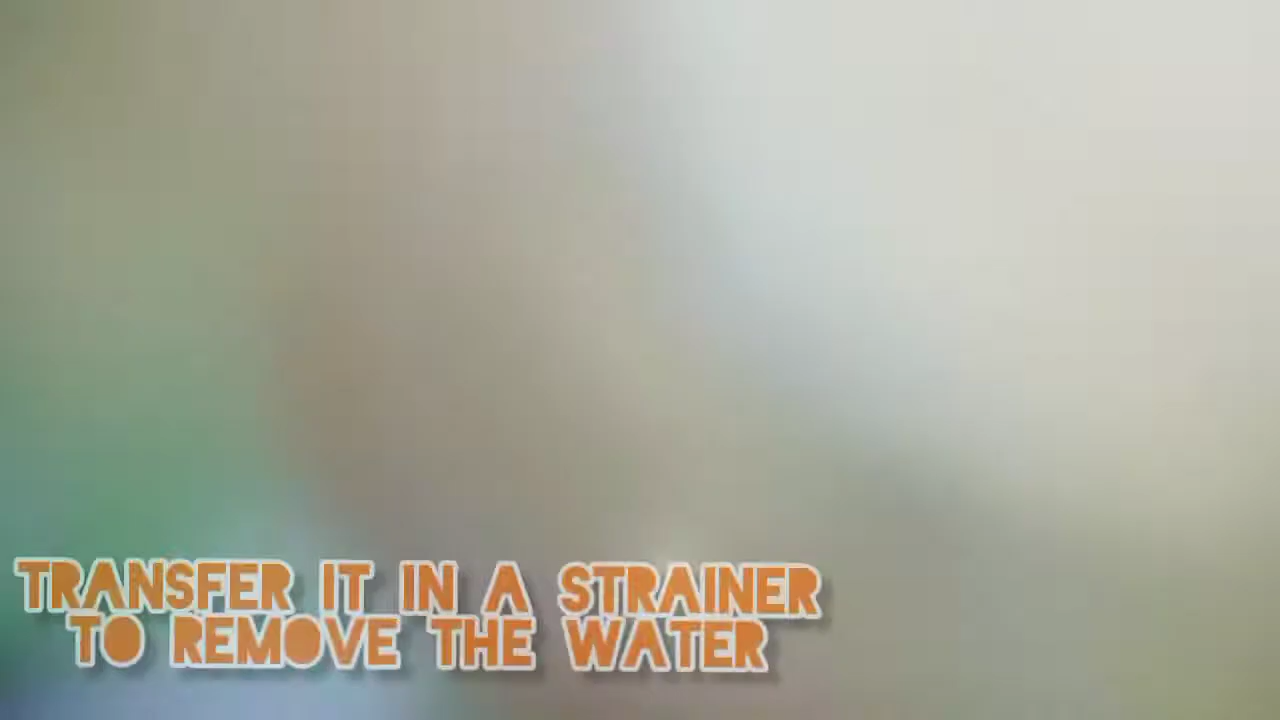 TRANSFER IT IN A STRAINER
TO REMOVE THE WATER